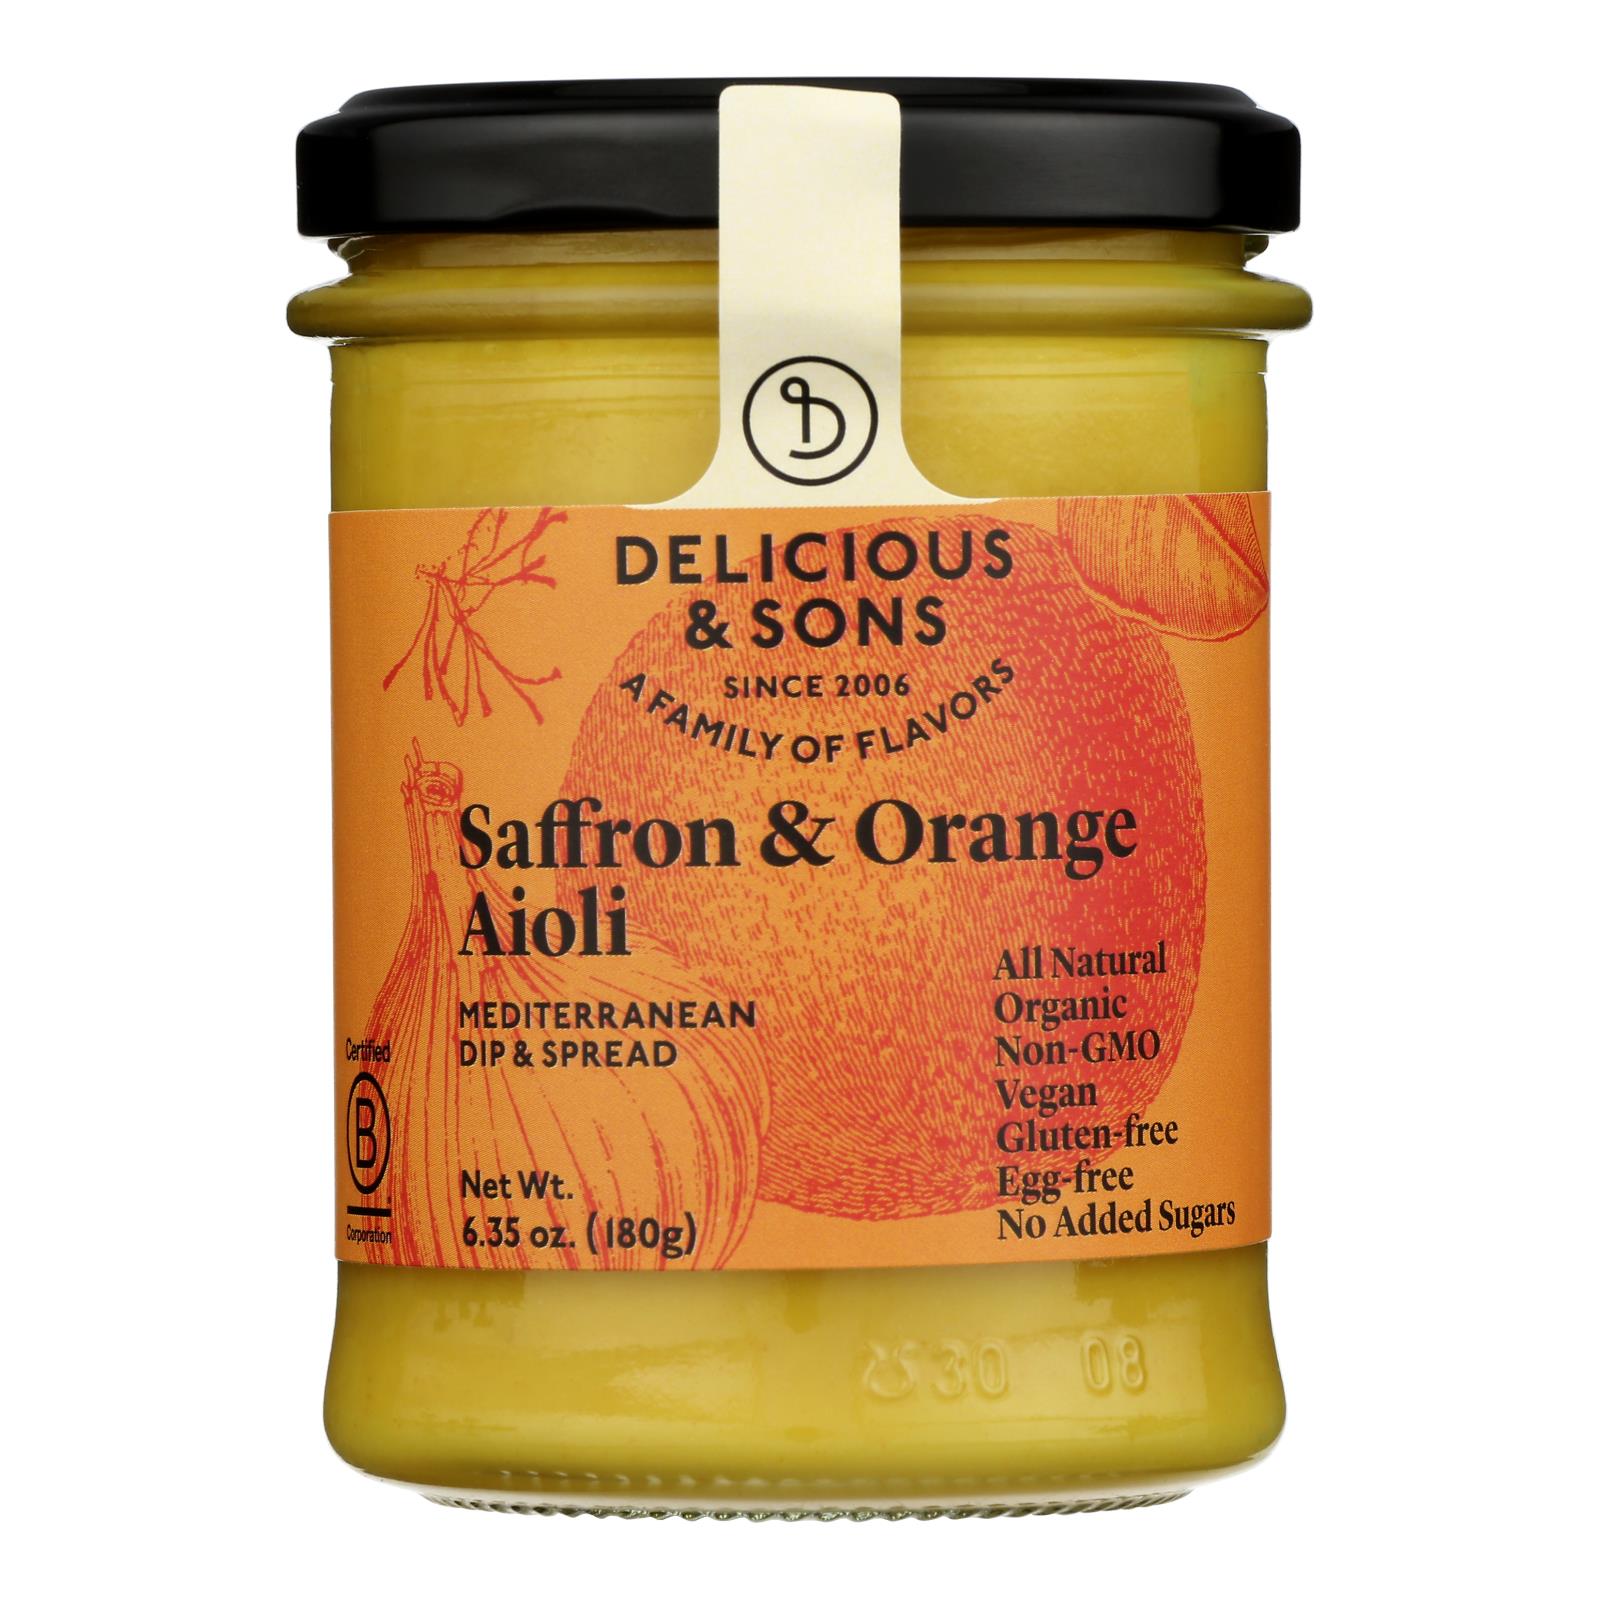 DELICIOUS
& SONS
SINCE 2006
A FAMILY OF FLAVORS
Saffron & Orange
Aioli
MEDITERRANEAN
DIP & SPREAD
All Natural
Organic
Non-GMO
Vegan
Gluten-free
Egg-free
No Added Sugars
Certified
B
Corporation
Net Wt.
6.35 oz. (180g)
30 08